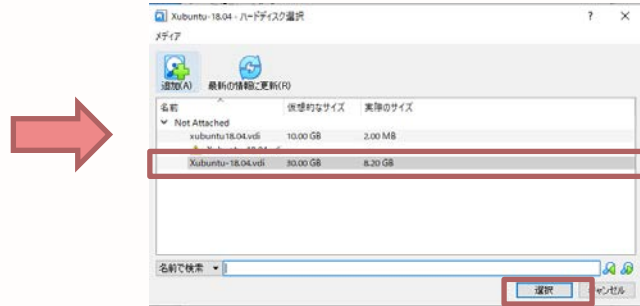 Xubuntu-18.04 - ハードディスク選択 ? ×
メディア
追加(A) 最新の情報に更新(R)
名前 仮想的なサイズ 実際のサイズ
Not Attached
xubuntu18.04.vdi 10.00 GB 2.00 MB
Xubuntu-18.04.vdi 30.00 GB 8.20 GB
名前で検索
選択 キャンセル